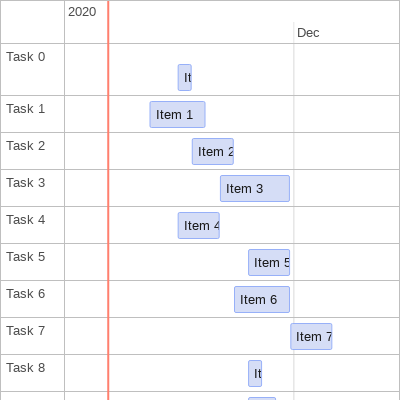 2020
Dec
Task 0
It
Task 1
Item 1
Task 2
Item 2
Task 3
Item 3
Task 4
Item 4
Task 5
Item 5
Task 6
Item 6
Task 7
Item 7
Task 8
It